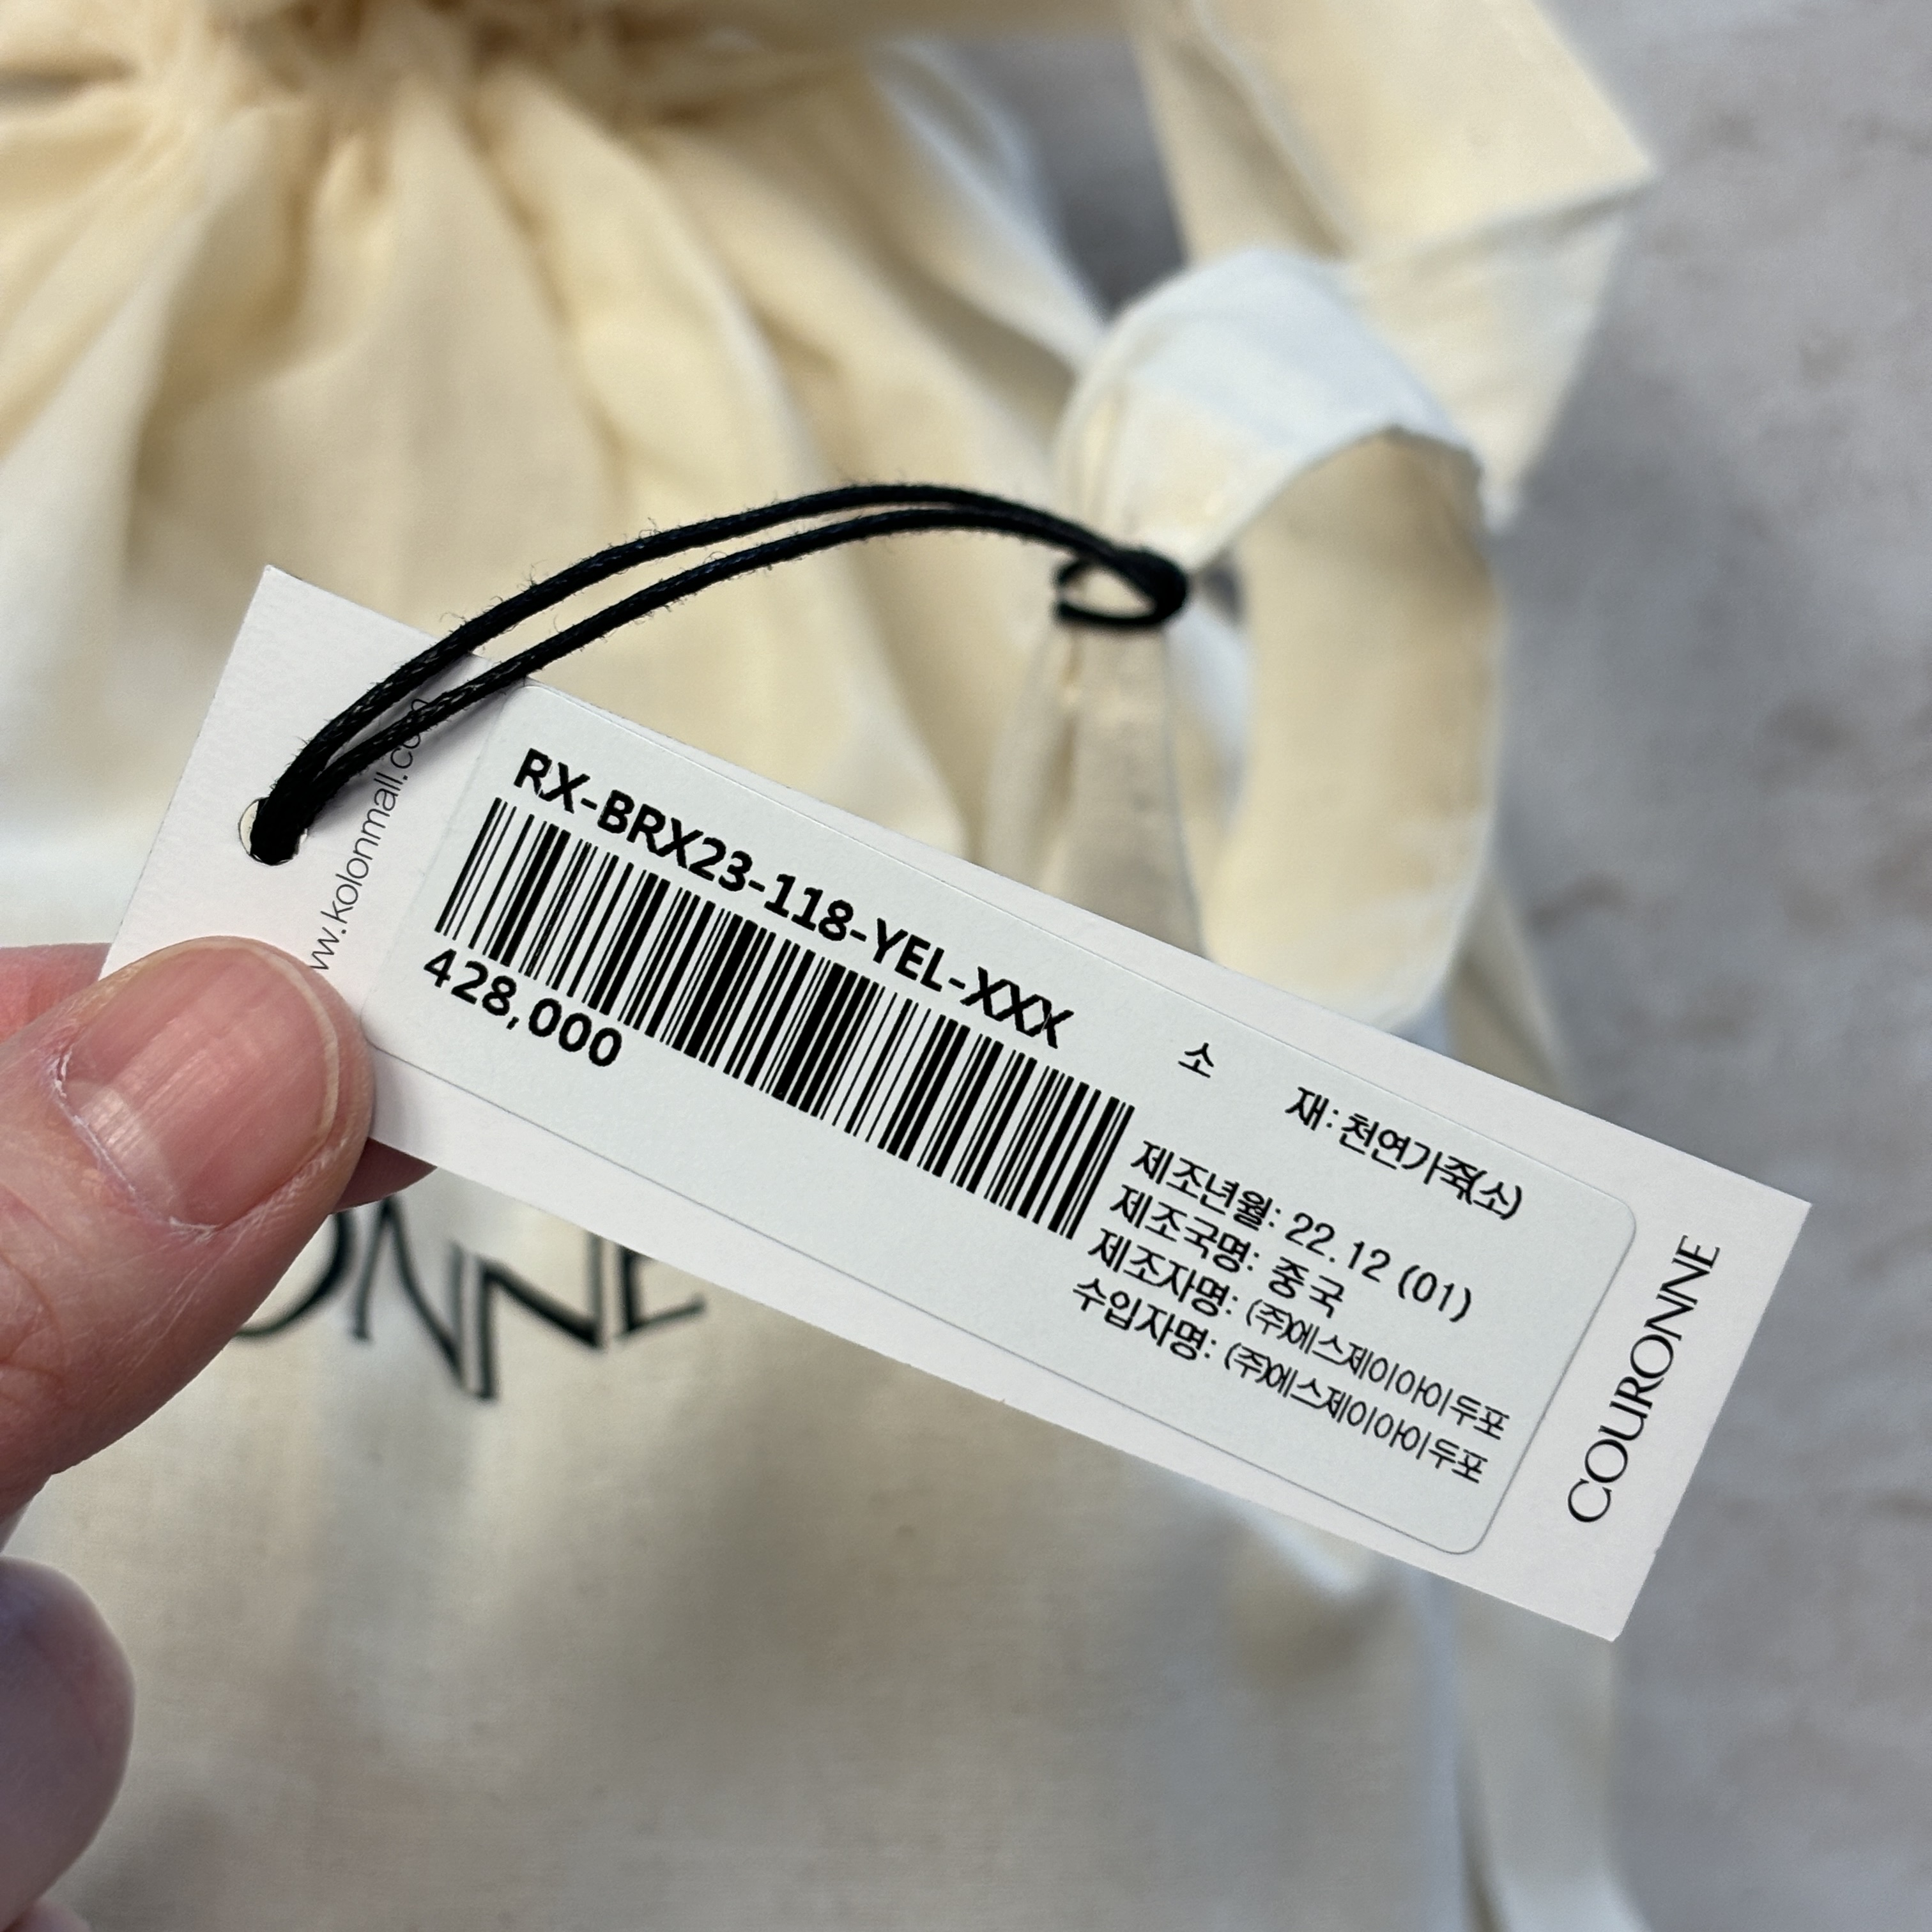 ww.kolonmall.com
RX-BRX23-118-YEL-XXX
428,000
소 재: 천연가죽(소)
제조년월: 22.12 (01)
제조국명: 중국
제조자명: (주)에스제이아이두포
수입자명: (주)에스제이아이두포
COURONNE
ONNE